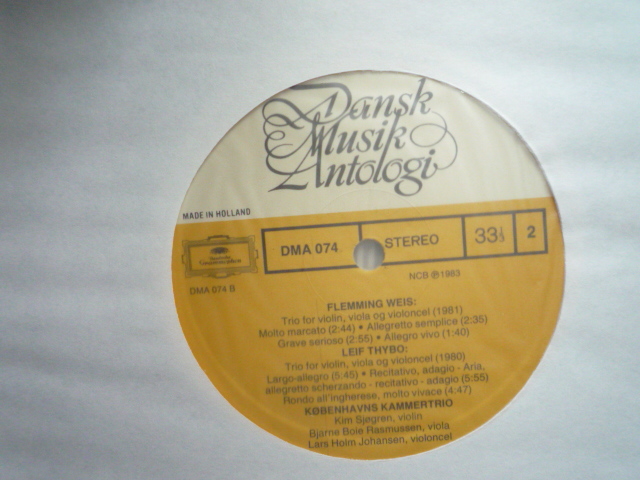 Dansk
Musik
Antologi
MADE IN HOLLAND
Deutsche
Grammophon
DMA 074
STEREO
33⅓
2
DMA 074 B
NCB ℗ 1983
FLEMMING WEIS:
Trio for violin, viola og violoncel (1981)
Molto marcato (2:44) • Allegretto semplice (2:35)
Grave serioso (2:55) • Allegro vivo (1:40)
LEIF THYBO:
Trio for violin, viola og violoncel (1980)
Largo-allegro (5:45) • Recitativo, adagio - Aria,
allegretto scherzando - recitativo - adagio (5:55)
Rondo all'ingherese, molto vivace (4:47)
KØBENHAVNS KAMMERTRIO
Kim Sjøgren, violin
Bjarne Boie Rasmussen, viola
Lars Holm Johansen, violoncel